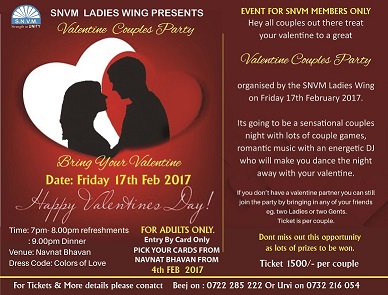 S.N.V.M
Strength in UNITY
SNVM LADIES WING PRESENTS
Valentine Couples Party
Bring Your Valentine
Date: Friday 17th Feb 2017
Happy Valentines Day!
Time: 7pm- 8.00pm refreshments
: 9.00pm Dinner
Venue: Navnat Bhavan
Dress Code: Colors of Love
FOR ADULTS ONLY.
Entry By Card Only
PICK YOUR CARDS FROM
NAVNAT BHAVAN FROM
4th FEB 2017
EVENT FOR SNVM MEMBERS ONLY
Hey all couples out there treat
your valentine to a great
Valentine Couples Party
organised by the SNVM Ladies Wing
on Friday 17th February 2017.
Its going to be a sensational couples
night with lots of couple games,
romantic music with an energetic DJ
who will make you dance the night
away with your valentine.
If you don't have a valentine partner you can still
join the party by bringing in any of your friends
eg. two Ladies or two Gents.
Ticket is per couple.
Dont miss out this opportunity
as lots of prizes to be won.
Ticket 1500/- per couple
For Tickets & more details please conatct Beej on : 0722 285 222 Or Urvi on 0732 216 054